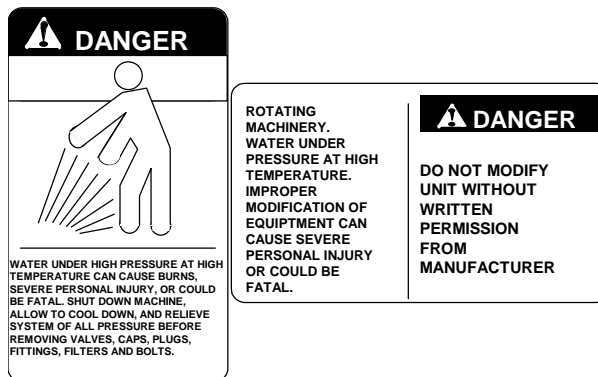 DANGER
WATER UNDER HIGH PRESSURE AT HIGH
TEMPERATURE CAN CAUSE BURNS,
SEVERE PERSONAL INJURY, OR COULD
BE FATAL. SHUT DOWN MACHINE,
ALLOW TO COOL DOWN, AND RELIEVE
SYSTEM OF ALL PRESSURE BEFORE
REMOVING VALVES, CAPS, PLUGS,
FITTINGS, FILTERS AND BOLTS.
ROTATING
MACHINERY.
WATER UNDER
PRESSURE AT HIGH
TEMPERATURE.
IMPROPER
MODIFICATION OF
EQUIPTMENT CAN
CAUSE SEVERE
PERSONAL INJURY
OR COULD BE
FATAL.
DANGER
DO NOT MODIFY
UNIT WITHOUT
WRITTEN
PERMISSION
FROM
MANUFACTURER